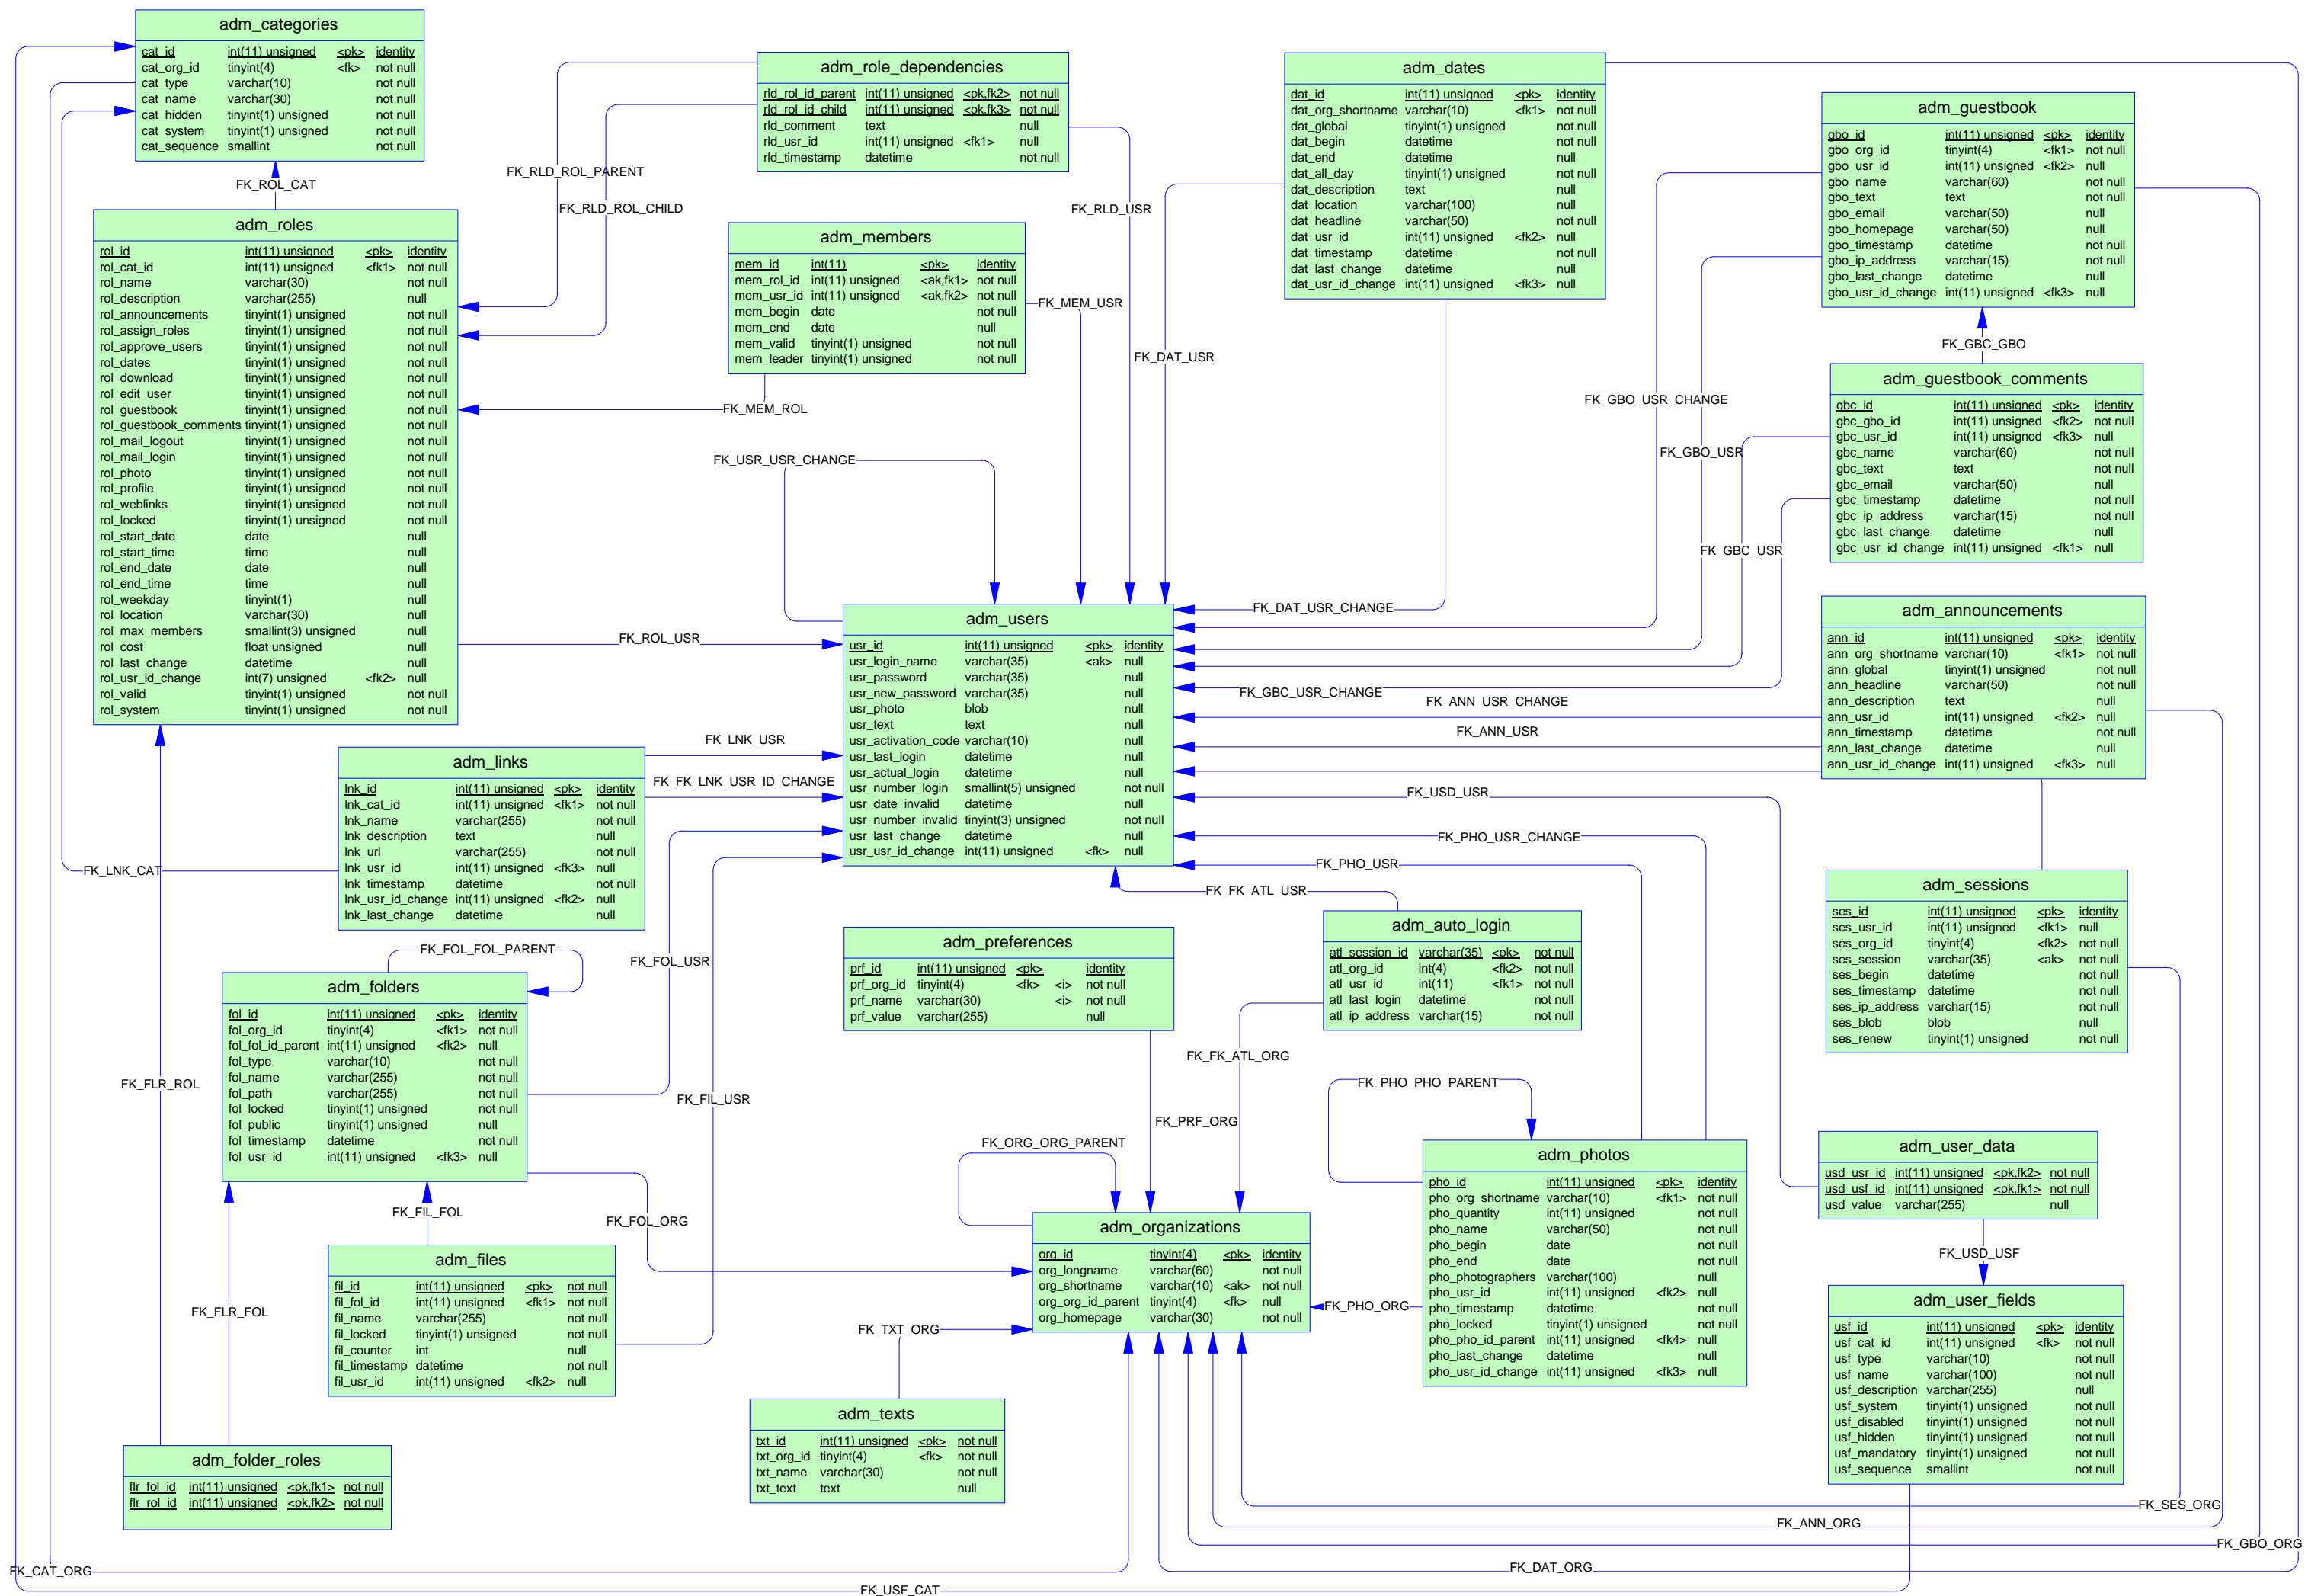 adm_categories
cat_id int(11) unsigned <pk> identity
cat_org_id tinyint(4) <fk> not null
cat_type varchar(10) not null
cat_name varchar(30) not null
cat_hidden tinyint(1) unsigned not null
cat_system tinyint(1) unsigned not null
cat_sequence smallint not null
FK_ROL_CAT
adm_role_dependencies
rld_rol_id_parent int(11) unsigned <pk,fk2> not null
rld_rol_id_child int(11) unsigned <pk,fk3> not null
rld_comment text null
rld_usr_id int(11) unsigned <fk1> null
rld_timestamp datetime not null
FK_RLD_ROL_PARENT
FK_RLD_ROL_CHILD
FK_RLD_USR
adm_dates
dat_id int(11) unsigned <pk> identity
dat_org_shortname varchar(10) <fk1> not null
dat_global tinyint(1) unsigned not null
dat_begin datetime not null
dat_end datetime null
dat_all_day tinyint(1) unsigned not null
dat_description text null
dat_location varchar(100) null
dat_headline varchar(50) not null
dat_usr_id int(11) unsigned <fk2> null
dat_timestamp datetime not null
dat_last_change datetime null
dat_usr_id_change int(11) unsigned <fk3> null
adm_guestbook
gbo_id int(11) unsigned <pk> identity
gbo_org_id tinyint(4) <fk1> not null
gbo_usr_id int(11) unsigned <fk2> null
gbo_name varchar(60) not null
gbo_text text not null
gbo_email varchar(50) null
gbo_homepage varchar(50) null
gbo_timestamp datetime not null
gbo_ip_address varchar(15) not null
gbo_last_change datetime null
gbo_usr_id_change int(11) unsigned <fk3> null
FK_GBC_GBO
adm_roles
rol_id int(11) unsigned <pk> identity
rol_cat_id int(11) unsigned <fk1> not null
rol_name varchar(30) not null
rol_description varchar(255) null
rol_announcements tinyint(1) unsigned not null
rol_assign_roles tinyint(1) unsigned not null
rol_approve_users tinyint(1) unsigned not null
rol_dates tinyint(1) unsigned not null
rol_download tinyint(1) unsigned not null
rol_edit_user tinyint(1) unsigned not null
rol_guestbook tinyint(1) unsigned not null
rol_guestbook_comments tinyint(1) unsigned not null
rol_mail_logout tinyint(1) unsigned not null
rol_mail_login tinyint(1) unsigned not null
rol_photo tinyint(1) unsigned not null
rol_profile tinyint(1) unsigned not null
rol_weblinks tinyint(1) unsigned not null
rol_locked tinyint(1) unsigned not null
rol_start_date date null
rol_start_time time null
rol_end_date date null
rol_end_time time null
rol_weekday tinyint(1) null
rol_location varchar(30) null
rol_max_members smallint(3) unsigned null
rol_cost float unsigned null
rol_last_change datetime null
rol_usr_id_change int(7) unsigned <fk2> null
rol_valid tinyint(1) unsigned not null
rol_system tinyint(1) unsigned not null
adm_members
mem_id int(11) <pk> identity
mem_rol_id int(11) unsigned <ak,fk1> not null
mem_usr_id int(11) unsigned <ak,fk2> not null
mem_begin date not null
mem_end date null
mem_valid tinyint(1) unsigned not null
mem_leader tinyint(1) unsigned not null
FK_MEM_USR
FK_MEM_ROL
FK_DAT_USR
FK_USR_USR_CHANGE
FK_GBO_USR_CHANGE
FK_GBO_USR
FK_GBC_USR
adm_guestbook_comments
gbc_id int(11) unsigned <pk> identity
gbc_gbo_id int(11) unsigned <fk2> not null
gbc_usr_id int(11) unsigned <fk3> null
gbc_name varchar(60) not null
gbc_text text not null
gbc_email varchar(50) null
gbc_timestamp datetime not null
gbc_ip_address varchar(15) not null
gbc_last_change datetime null
gbc_usr_id_change int(11) unsigned <fk1> null
FK_ROL_USR
adm_users
usr_id int(11) unsigned <pk> identity
usr_login_name varchar(35) <ak> null
usr_password varchar(35) null
usr_new_password varchar(35) null
usr_photo blob null
usr_text text null
usr_activation_code varchar(10) null
usr_last_login datetime null
usr_actual_login datetime null
usr_number_login smallint(5) unsigned not null
usr_date_invalid datetime null
usr_number_invalid tinyint(3) unsigned not null
usr_last_change datetime null
usr_usr_id_change int(11) unsigned <fk> null
FK_DAT_USR_CHANGE
FK_GBC_USR_CHANGE
FK_ANN_USR_CHANGE
FK_ANN_USR
FK_USD_USR
FK_PHO_USR_CHANGE
FK_PHO_USR
FK_FK_ATL_USR
adm_announcements
ann_id int(11) unsigned <pk> identity
ann_org_shortname varchar(10) <fk1> not null
ann_global tinyint(1) unsigned not null
ann_headline varchar(50) not null
ann_description text null
ann_usr_id int(11) unsigned <fk2> null
ann_timestamp datetime not null
ann_last_change datetime null
ann_usr_id_change int(11) unsigned <fk3> null
FK_LNK_USR
FK_FK_LNK_USR_ID_CHANGE
adm_links
lnk_id int(11) unsigned <pk> identity
lnk_cat_id int(11) unsigned <fk1> not null
lnk_name varchar(255) not null
lnk_description text null
lnk_url varchar(255) not null
lnk_usr_id int(11) unsigned <fk3> null
lnk_timestamp datetime not null
lnk_usr_id_change int(11) unsigned <fk2> null
lnk_last_change datetime null
FK_LNK_CAT
adm_sessions
ses_id int(11) unsigned <pk> identity
ses_usr_id int(11) unsigned <fk1> null
ses_org_id tinyint(4) <fk2> not null
ses_session varchar(35) <ak> not null
ses_begin datetime not null
ses_timestamp datetime not null
ses_ip_address varchar(15) not null
ses_blob blob null
ses_renew tinyint(1) unsigned not null
adm_auto_login
atl_session_id varchar(35) <pk> not null
atl_org_id int(4) <fk2> not null
atl_usr_id int(11) <fk1> not null
atl_last_login datetime not null
atl_ip_address varchar(15) not null
adm_preferences
prf_id int(11) unsigned <pk> identity
prf_org_id tinyint(4) <fk> <i> not null
prf_name varchar(30) <i> not null
prf_value varchar(255) null
FK_FOL_FOL_PARENT
FK_FOL_USR
adm_folders
fol_id int(11) unsigned <pk> identity
fol_org_id tinyint(4) <fk1> not null
fol_fol_id_parent int(11) unsigned <fk2> null
fol_type varchar(10) not null
fol_name varchar(255) not null
fol_path varchar(255) not null
fol_locked tinyint(1) unsigned not null
fol_public tinyint(1) unsigned null
fol_timestamp datetime not null
fol_usr_id int(11) unsigned <fk3> null
FK_FLR_ROL
FK_FIL_USR
FK_FK_ATL_ORG
FK_PHO_PHO_PARENT
FK_PRF_ORG
FK_ORG_ORG_PARENT
FK_FIL_FOL
FK_FOL_ORG
adm_photos
pho_id int(11) unsigned <pk> identity
pho_org_shortname varchar(10) <fk1> not null
pho_quantity int(11) unsigned not null
pho_name varchar(50) not null
pho_begin date not null
pho_end date not null
pho_photographers varchar(100) null
pho_usr_id int(11) unsigned <fk2> null
pho_timestamp datetime not null
pho_locked tinyint(1) unsigned not null
pho_pho_id_parent int(11) unsigned <fk4> null
pho_last_change datetime null
pho_usr_id_change int(11) unsigned <fk3> null
adm_user_data
usd_usr_id int(11) unsigned <pk,fk2> not null
usd_usf_id int(11) unsigned <pk,fk1> not null
usd_value varchar(255) null
FK_USD_USF
adm_organizations
org_id tinyint(4) <pk> identity
org_longname varchar(60) not null
org_shortname varchar(10) <ak> not null
org_org_id_parent tinyint(4) <fk> null
org_homepage varchar(30) not null
FK_PHO_ORG
adm_files
fil_id int(11) unsigned <pk> not null
fil_fol_id int(11) unsigned <fk1> not null
fil_name varchar(255) not null
fil_locked tinyint(1) unsigned not null
fil_counter int null
fil_timestamp datetime not null
fil_usr_id int(11) unsigned <fk2> null
FK_FLR_FOL
FK_TXT_ORG
adm_user_fields
usf_id int(11) unsigned <pk> identity
usf_cat_id int(11) unsigned <fk> not null
usf_type varchar(10) not null
usf_name varchar(100) not null
usf_description varchar(255) null
usf_system tinyint(1) unsigned not null
usf_disabled tinyint(1) unsigned not null
usf_hidden tinyint(1) unsigned not null
usf_mandatory tinyint(1) unsigned not null
usf_sequence smallint not null
adm_texts
txt_id int(11) unsigned <pk> not null
txt_org_id tinyint(4) <fk> not null
txt_name varchar(30) not null
txt_text text null
adm_folder_roles
flr_fol_id int(11) unsigned <pk,fk1> not null
flr_rol_id int(11) unsigned <pk,fk2> not null
FK_SES_ORG
FK_ANN_ORG
FK_GBO_ORG
FK_CAT_ORG
FK_DAT_ORG
FK_USF_CAT